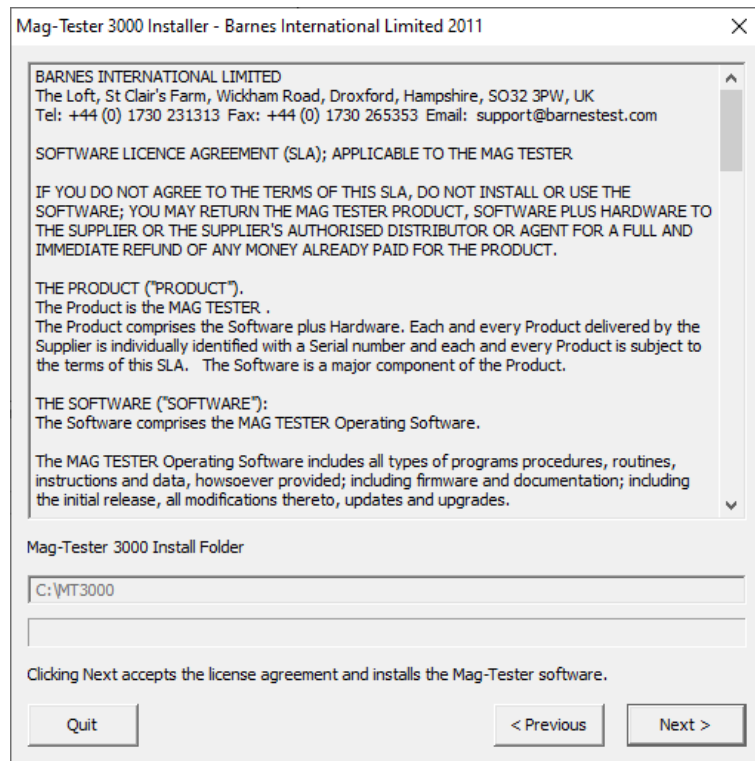 Mag-Tester 3000 Installer - Barnes International Limited 2011
BARNES INTERNATIONAL LIMITED
The Loft, St Clair's Farm, Wickham Road, Droxford, Hampshire, SO32 3PW, UK
Tel: +44 (0) 1730 231313 Fax: +44 (0) 1730 265353 Email: support@barnestest.com
SOFTWARE LICENCE AGREEMENT (SLA); APPLICABLE TO THE MAG TESTER
IF YOU DO NOT AGREE TO THE TERMS OF THIS SLA, DO NOT INSTALL OR USE THE
SOFTWARE; YOU MAY RETURN THE MAG TESTER PRODUCT, SOFTWARE PLUS HARDWARE TO
THE SUPPLIER OR THE SUPPLIER'S AUTHORISED DISTRIBUTOR OR AGENT FOR A FULL AND
IMMEDIATE REFUND OF ANY MONEY ALREADY PAID FOR THE PRODUCT.
THE PRODUCT ("PRODUCT").
The Product is the MAG TESTER .
The Product comprises the Software plus Hardware. Each and every Product delivered by the
Supplier is individually identified with a Serial number and each and every Product is subject to
the terms of this SLA.   The Software is a major component of the Product.
THE SOFTWARE ("SOFTWARE"):
The Software comprises the MAG TESTER Operating Software.
The MAG TESTER Operating Software includes all types of programs procedures, routines,
instructions and data, howsoever provided; including firmware and documentation; including
the initial release, all modifications thereto, updates and upgrades.
Mag-Tester 3000 Install Folder
C:\MT3000
Clicking Next accepts the license agreement and installs the Mag-Tester software.
Quit
< Previous
Next >